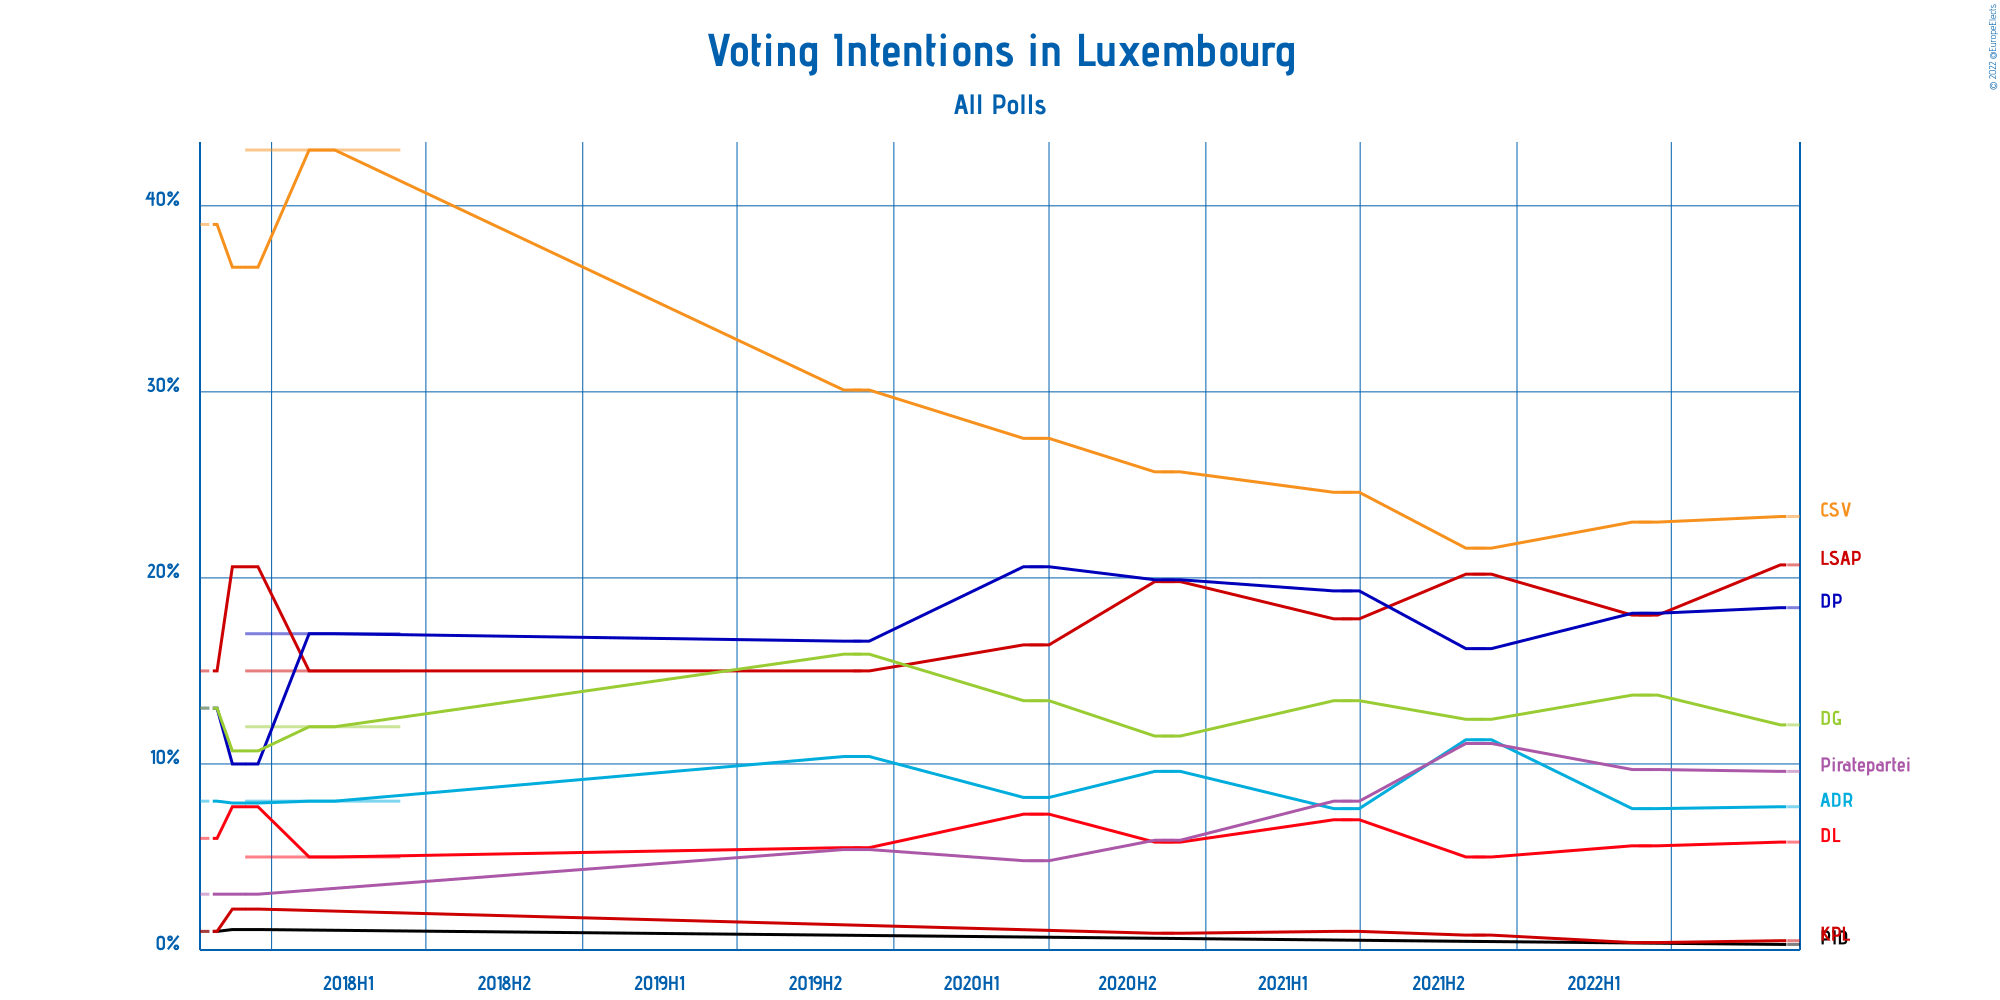 © 2022 @EuropeElects
Voting Intentions in Luxembourg
All Polls
40%
30%
20%
10%
0%
CSV
LSAP
DP
DG
Piratepartei
ADR
DL
KPL
PID
2018H1
2018H2
2019H1
2019H2
2020H1
2020H2
2021H1
2021H2
2022H1